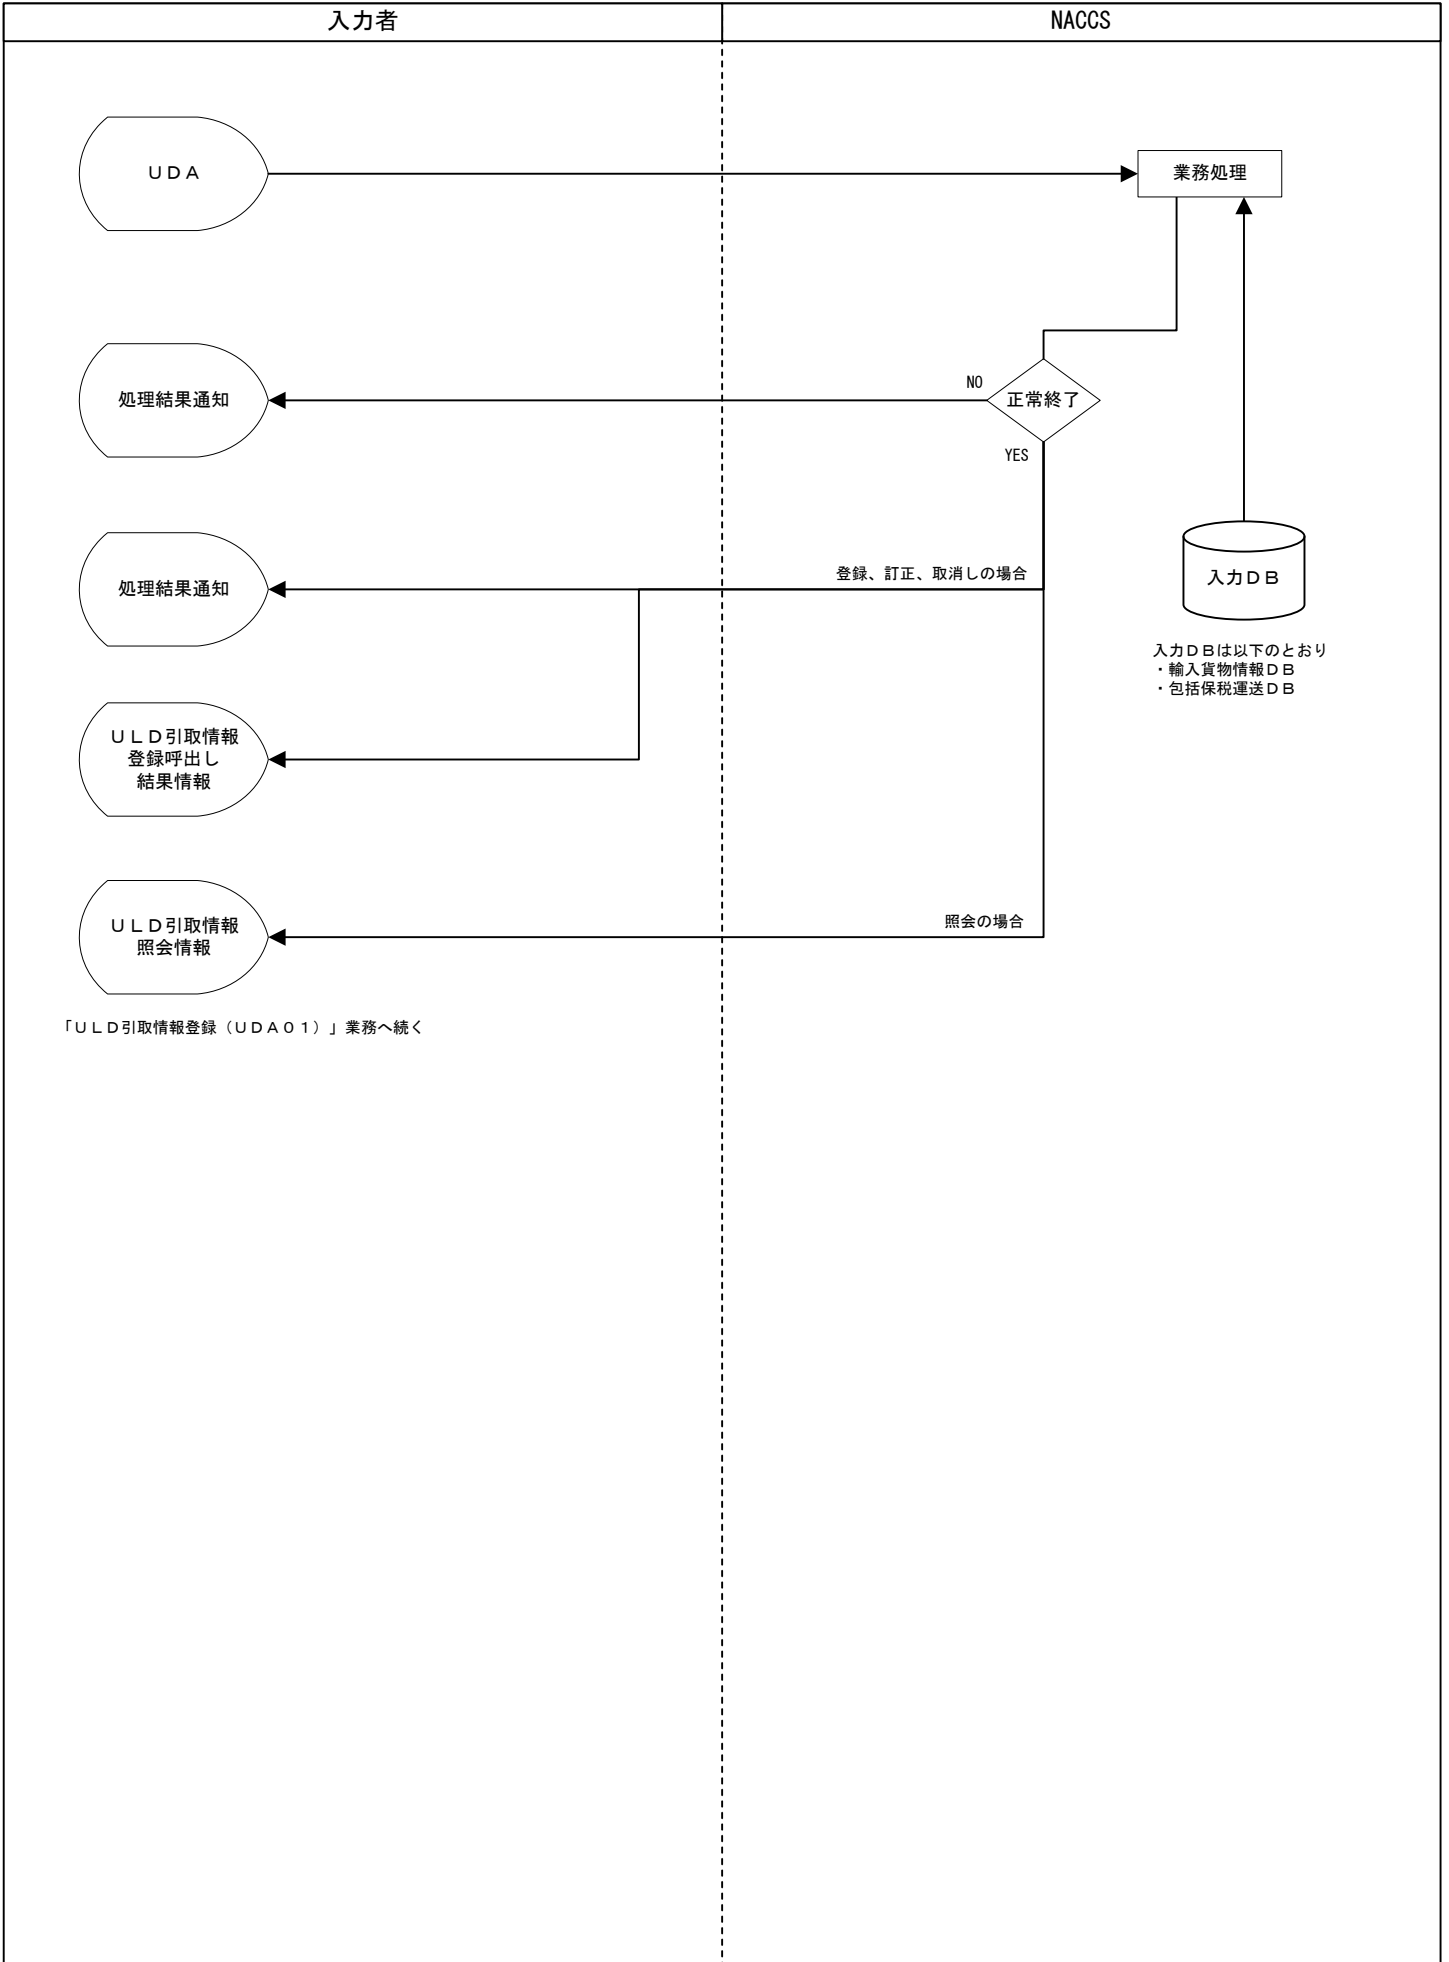 入力者
NACCS
ＵＤＡ
業務処理
処理結果通知
NO
正常終了
YES
処理結果通知
登録、訂正、取消しの場合
入力ＤＢ
入力ＤＢは以下のとおり
・輸入貨物情報ＤＢ
・包括保税運送ＤＢ
ＵＬＤ引取情報
登録呼出し
結果情報
ＵＬＤ引取情報
照会情報
照会の場合
「ＵＬＤ引取情報登録（ＵＤＡ０１）」業務へ続く